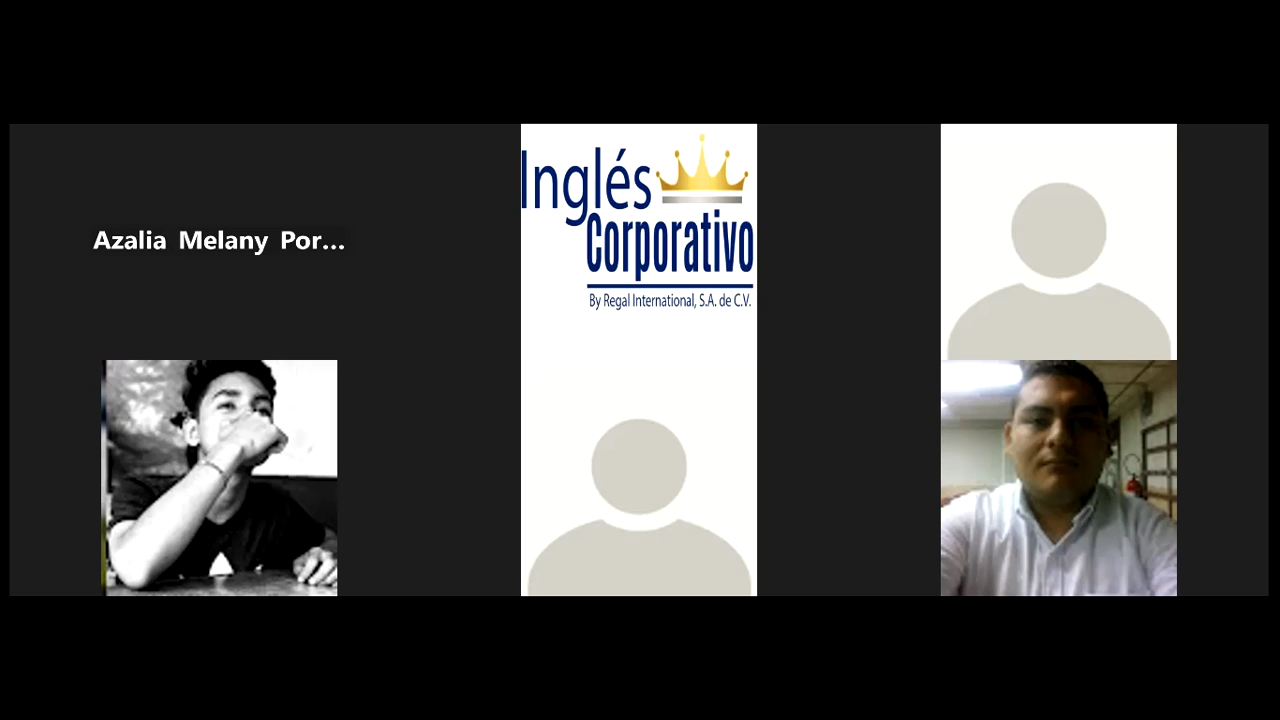 Azalia Melany Por...
Inglés
Corporativo
By Regal International, S.A. de C.V.